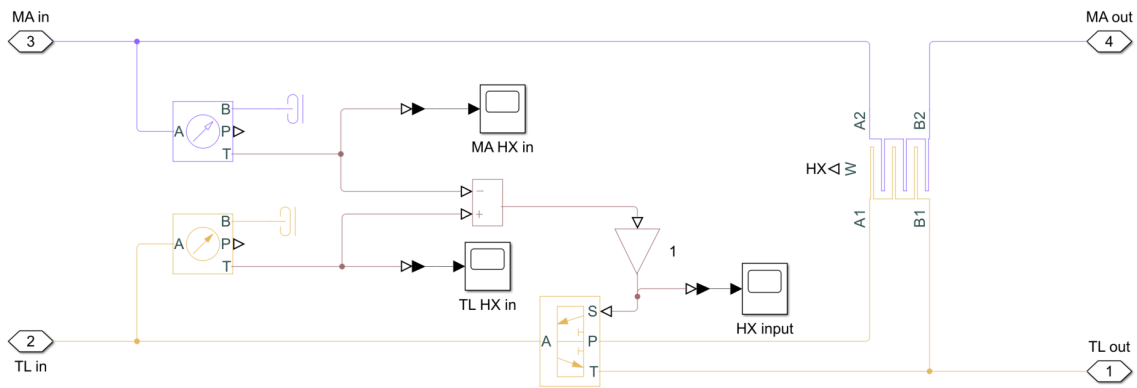 MA in
3
MA out
4
B
A
P
T
MA HX in
A2
B2
HX
W
A1
B1
−
+
B
A
P
T
TL HX in
1
HX input
S
A
P
T
2
TL in
TL out
1